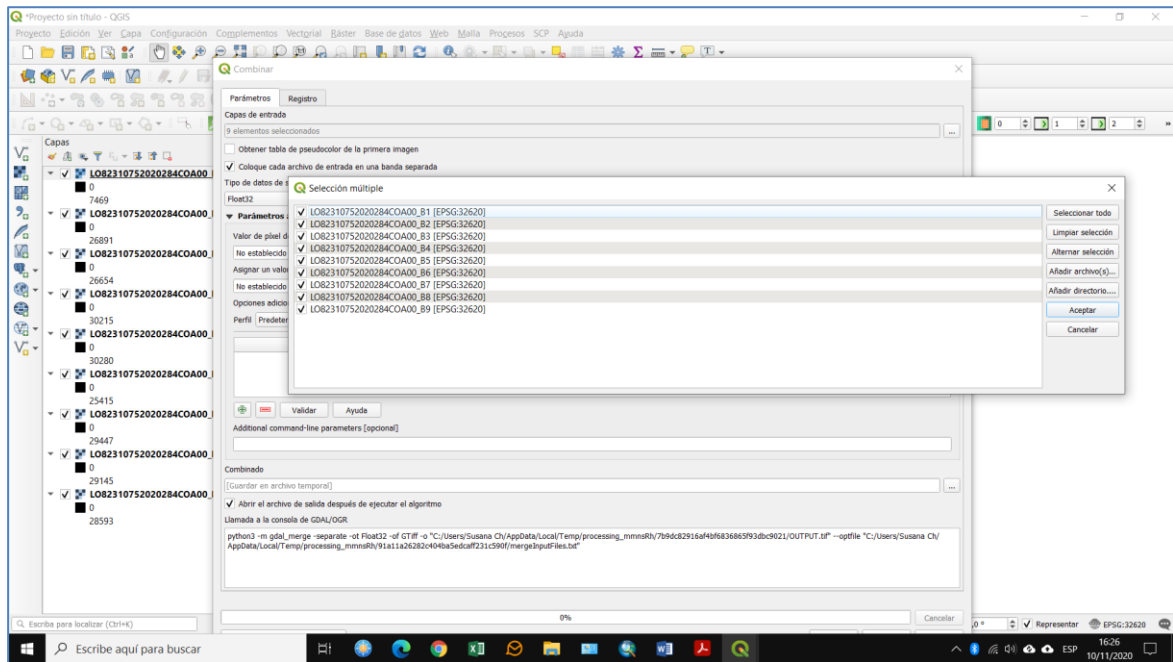 *Proyecto sin título - QGIS
Proyecto Edición Ver Capa Configuración Complementos Vectorial Ráster Base de datos Web Malla Procesos SCP Ayuda
Combinar
Parámetros Registro
Capas de entrada
9 elementos seleccionados
Obtener tabla de pseudocolor de la primera imagen
Coloque cada archivo de entrada en una banda separada
Tipo de datos de s
Float32
Parámetros a
Valor de píxel d
No establecido
Asignar un valo
No establecido
Opciones adicio
Perfil Predeter
Validar Ayuda
Additional command-line parameters [opcional]
Combinado
[Guardar en archivo temporal]
Abrir el archivo de salida después de ejecutar el algoritmo
Llamada a la consola de GDAL/OGR
python3 -m gdal_merge -separate -ot Float32 -of GTiff -o "C:/Users/Susana Ch/AppData/Local/Temp/processing_mmnsRh/7b9dc82916af4bf6836865f93dbc9021/OUTPUT.tif" --optfile "C:/Users/Susana Ch/
AppData/Local/Temp/processing_mmnsRh/91a11a26282c404ba5edcaff231c590f/mergeInputFiles.txt"
0%
Cancelar
Selección múltiple
LO82310752020284COA00_B1 [EPSG:32620]
LO82310752020284COA00_B2 [EPSG:32620]
LO82310752020284COA00_B3 [EPSG:32620]
LO82310752020284COA00_B4 [EPSG:32620]
LO82310752020284COA00_B5 [EPSG:32620]
LO82310752020284COA00_B6 [EPSG:32620]
LO82310752020284COA00_B7 [EPSG:32620]
LO82310752020284COA00_B8 [EPSG:32620]
LO82310752020284COA00_B9 [EPSG:32620]
Seleccionar todo
Limpiar selección
Alternar selección
Añadir archivo(s)...
Añadir directorio....
Aceptar
Cancelar
0 1 2
Capas
LO82310752020284COA00_
0
7469
LO82310752020284COA00_
0
26891
LO82310752020284COA00_
0
26654
LO82310752020284COA00_
0
30215
LO82310752020284COA00_
0
30280
LO82310752020284COA00_
0
25415
LO82310752020284COA00_
0
29447
LO82310752020284COA00_
0
29145
LO82310752020284COA00_
0
28593
Escriba para localizar (Ctrl+K)
,0 ° Representar EPSG:32620
Escribe aquí para buscar
ESP
16:26
10/11/2020